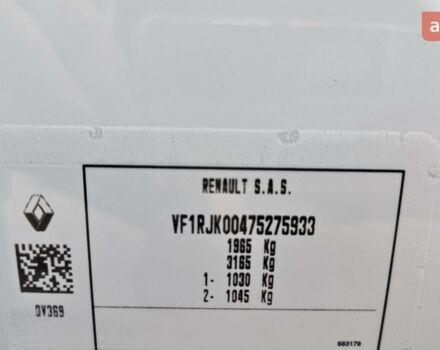 RENAULT S.A.S.
VF1RJK00475275933
1965 Kg
3165 Kg
1- 1030 Kg
2- 1045 Kg
DV369
683179